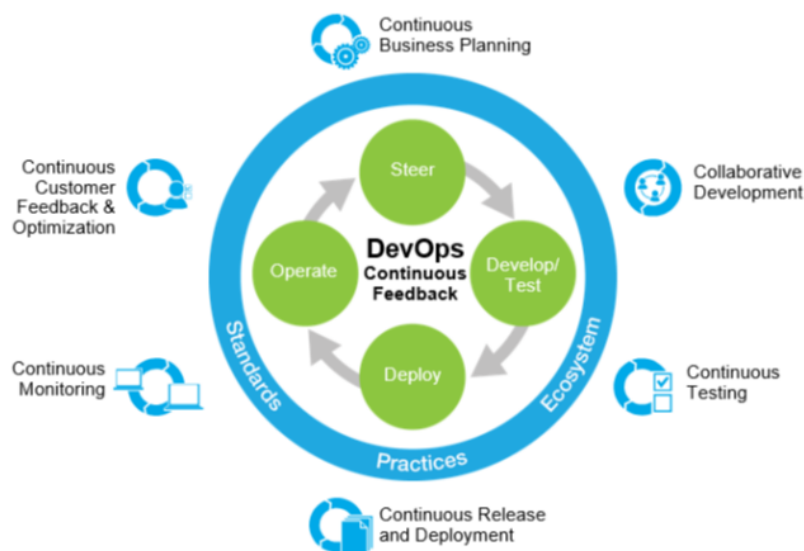 Continuous
Business Planning
Continuous
Customer
Feedback &
Optimization
Collaborative
Development
Steer
Operate
DevOps
Continuous
Feedback
Develop/
Test
Deploy
Standards
Practices
Ecosystem
Continuous
Monitoring
Continuous
Testing
Continuous Release
and Deployment